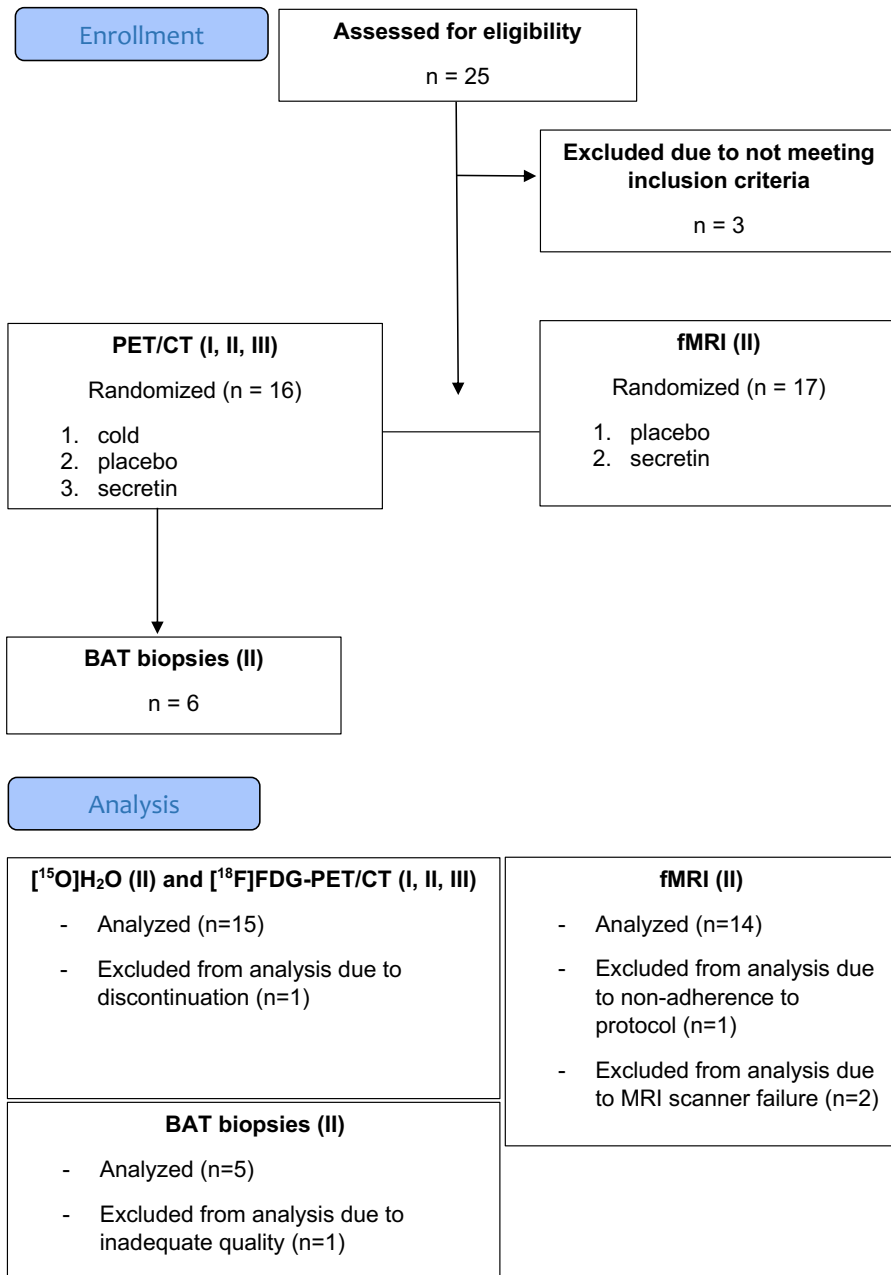 Enrollment
Assessed for eligibility
n = 25
Excluded due to not meeting
inclusion criteria
n = 3
PET/CT (I, II, III)
Randomized (n = 16)
1. cold
2. placebo
3. secretin
fMRI (II)
Randomized (n = 17)
1. placebo
2. secretin
BAT biopsies (II)
n = 6
Analysis
[¹⁵O]H₂O (II) and [¹⁸F]FDG-PET/CT (I, II, III)
- Analyzed (n=15)
- Excluded from analysis due to
discontinuation (n=1)
fMRI (II)
- Analyzed (n=14)
- Excluded from analysis due
to non-adherence to
protocol (n=1)
- Excluded from analysis due
to MRI scanner failure (n=2)
BAT biopsies (II)
- Analyzed (n=5)
- Excluded from analysis due to
inadequate quality (n=1)